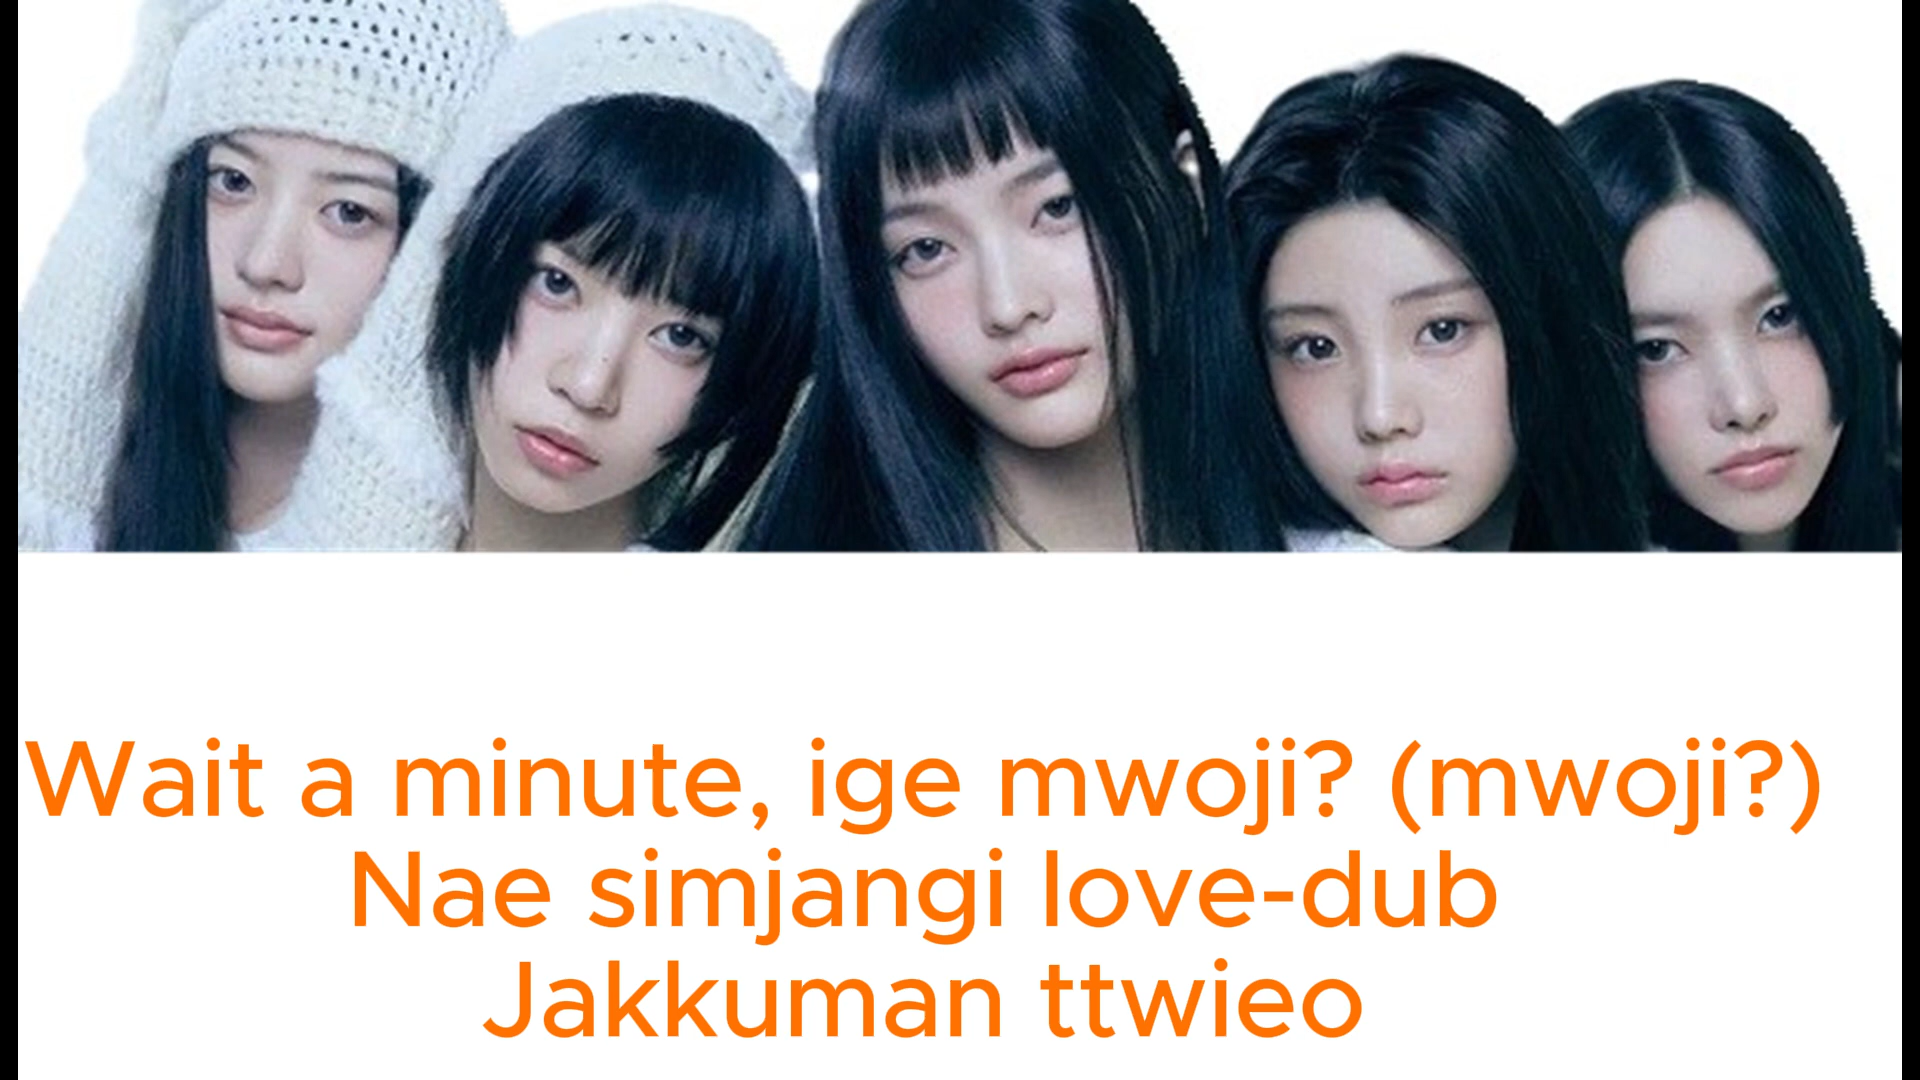 Wait a minute, ige mwoji? (mwoji?)
Nae simjangi love-dub
Jakkuman ttwieo